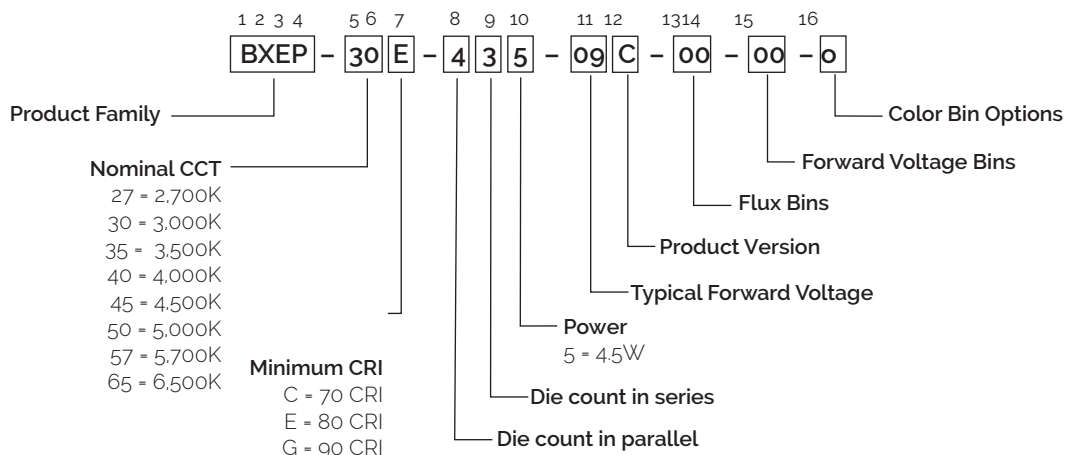 1 2 3 4 5 6 7 8 9 10 11 12 1314 15 16
BXEP – 30 E – 4 3 5 – 09 C – 00 – 00 – 0
Product Family
Color Bin Options
Nominal CCT
Forward Voltage Bins
27 = 2,700K
30 = 3,000K
Flux Bins
35 = 3,500K
Product Version
40 = 4,000K
45 = 4,500K
Typical Forward Voltage
50 = 5,000K
Power
57 = 5,700K
5 = 4.5W
65 = 6,500K
Minimum CRI
C = 70 CRI
Die count in series
E = 80 CRI
Die count in parallel
G = 90 CRI